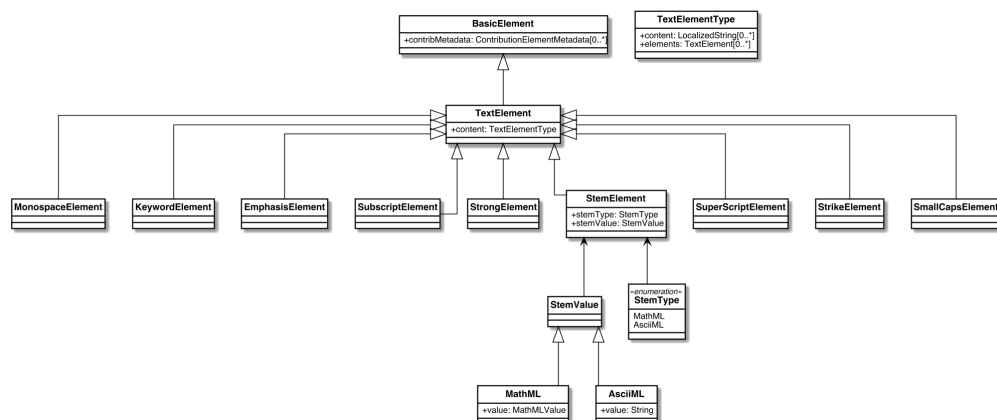 BasicElement
+contribMetadata: ContributionElementMetadata[0..*]
TextElementType
+content: LocalizedString[0..*]
+elements: TextElement[0..*]
TextElement
+content: TextElementType
MonospaceElement
KeywordElement
EmphasisElement
SubscriptElement
StrongElement
StemElement
+stemType: StemType
+stemValue: StemValue
SuperScriptElement
StrikeElement
SmallCapsElement
StemValue
«enumeration»
StemType
MathML
AsciiML
MathML
+value: MathMLValue
AsciiML
+value: String